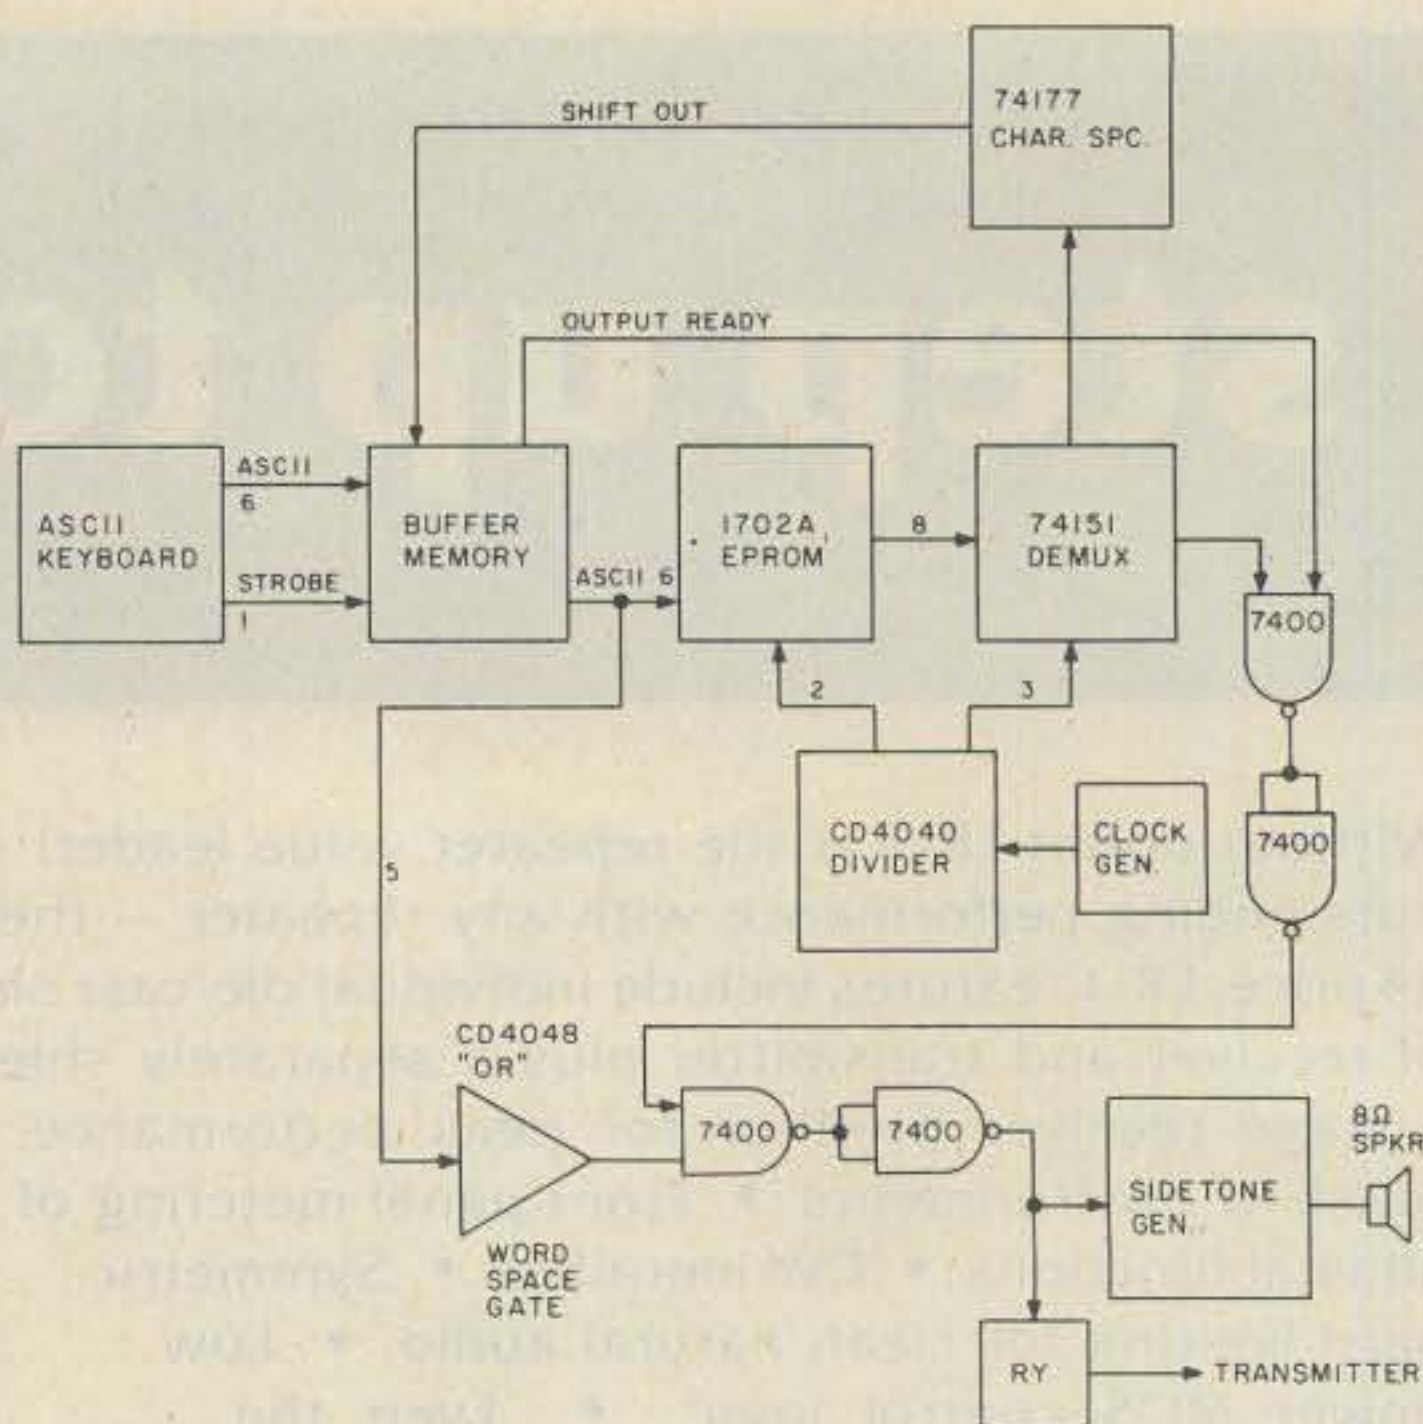 74177
CHAR. SPC.
SHIFT OUT
OUTPUT READY
ASCII
KEYBOARD
ASCII
6
STROBE
1
BUFFER
MEMORY
ASCII 6
1702A
EPROM
8
74151
DEMUX
7400
2
3
CD4040
DIVIDER
CLOCK
GEN.
7400
5
CD4048
"OR"
WORD
SPACE
GATE
7400
7400
SIDETONE
GEN.
8Ω
SPKR
RY
TRANSMITTER